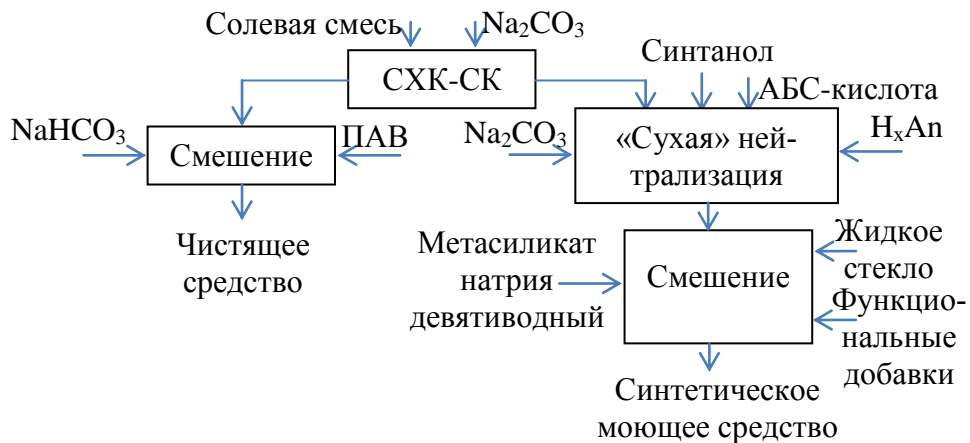 Солевая смесь
Na₂CO₃
СХК-СК
Синтанол
АБС-кислота
NaHCO₃
Смешение
ПАВ
Na₂CO₃
«Сухая» ней-
трализация
HₓAn
Чистящее
средство
Метасиликат
натрия
девятиводный
Смешение
Жидкое
стекло
Функцио-
нальные
добавки
Синтетическое
моющее средство